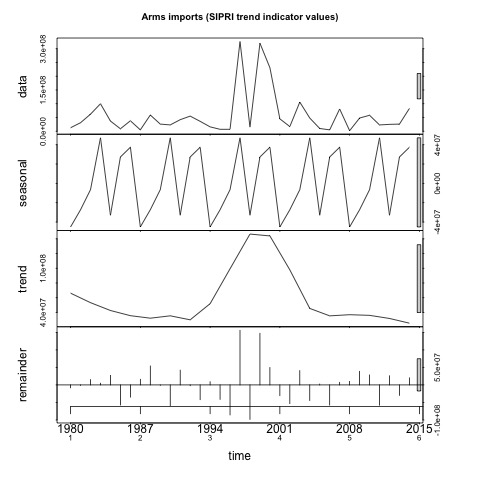 Arms imports (SIPRI trend indicator values)
data
0.0e+00 1.5e+08 3.0e+08
seasonal
-4e+07 0e+00 4e+07
trend
4.0e+07 1.0e+08
remainder
-1.0e+08 5.0e+07
1980 1987 1994 2001 2008 2015
1 2 3 4 5 6
time